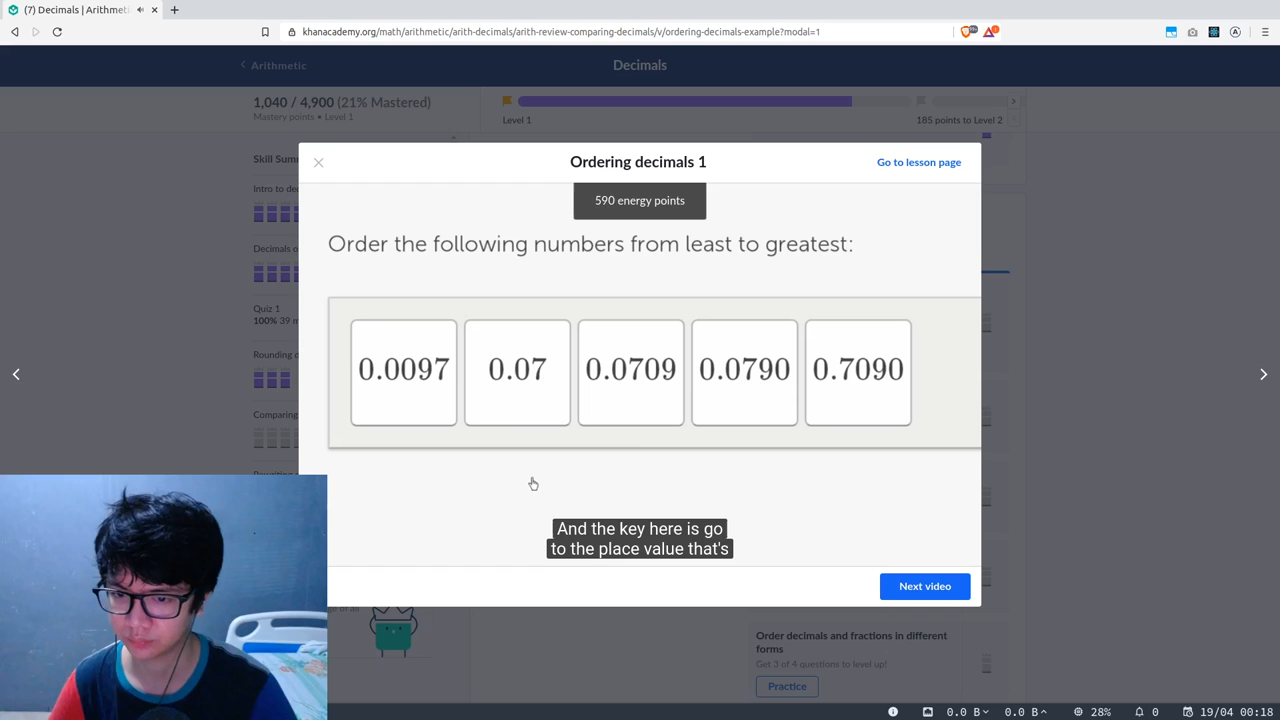 (7) Decimals | Arithmeti
khanacademy.org/math/arithmetic/arith-decimals/arith-review-comparing-decimals/v/ordering-decimals-example?modal=1
Arithmetic
Decimals
1,040 / 4,900 (21% Mastered)
Mastery points • Level 1
Level 1
185 points to Level 2
Skill Sum
Intro to de
Decimals o
Quiz 1
100% 39 m
Rounding d
Comparing
Ordering decimals 1
Go to lesson page
590 energy points
Order the following numbers from least to greatest:
0.0097 0.07 0.0709 0.0790 0.7090
And the key here is go
to the place value that's
Next video
e or all
Order decimals and fractions in different
forms
Get 3 of 4 questions to level up!
Practice
0.0 B 0.0 B 28% 0 19/04 00:18